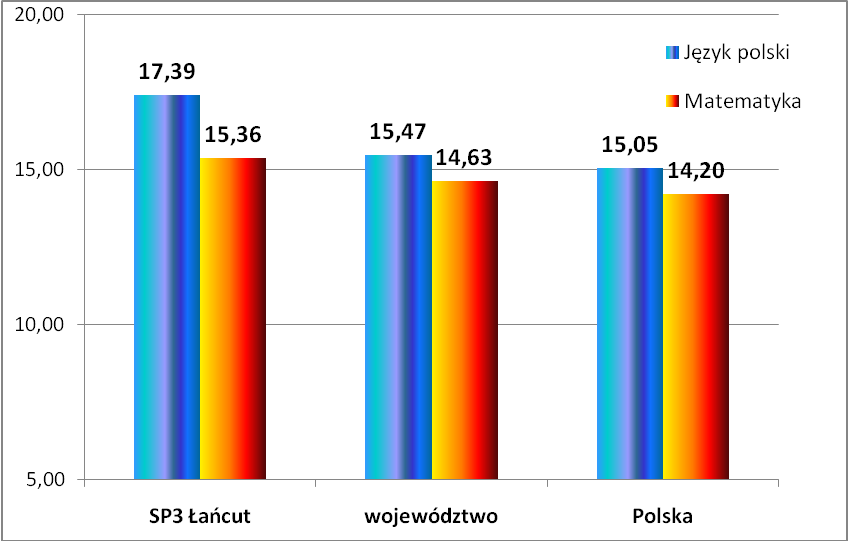 20,00
15,00
10,00
5,00
17,39
15,36
15,47
14,63
15,05
14,20
Język polski
Matematyka
SP3 Łańcut
województwo
Polska